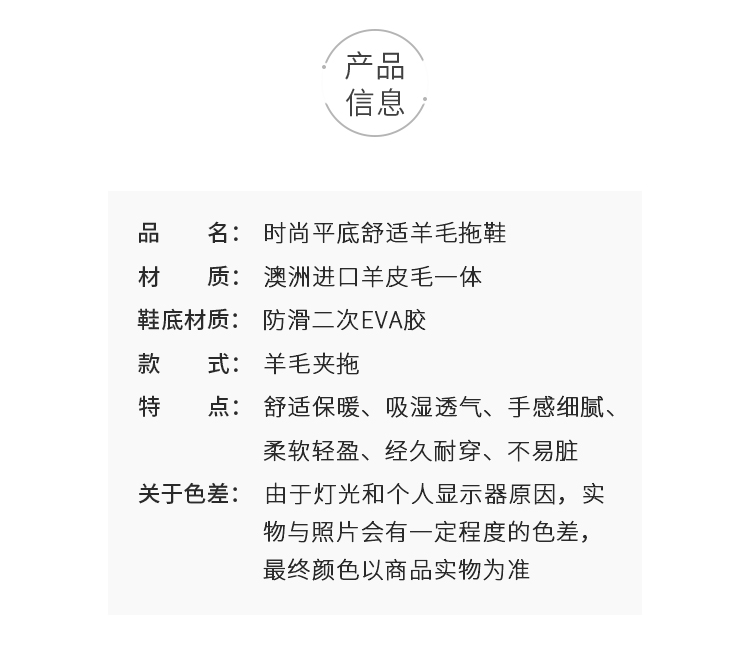 产品
信息
品名：时尚平底舒适羊毛拖鞋
材质：澳洲进口羊皮毛一体
鞋底材质：防滑二次EVA胶
款式：羊毛夹拖
特点：舒适保暖、吸湿透气、手感细腻、
柔软轻盈、经久耐穿、不易脏
关于色差：由于灯光和个人显示器原因，实
物与照片会有一定程度的色差，
最终颜色以商品实物为准